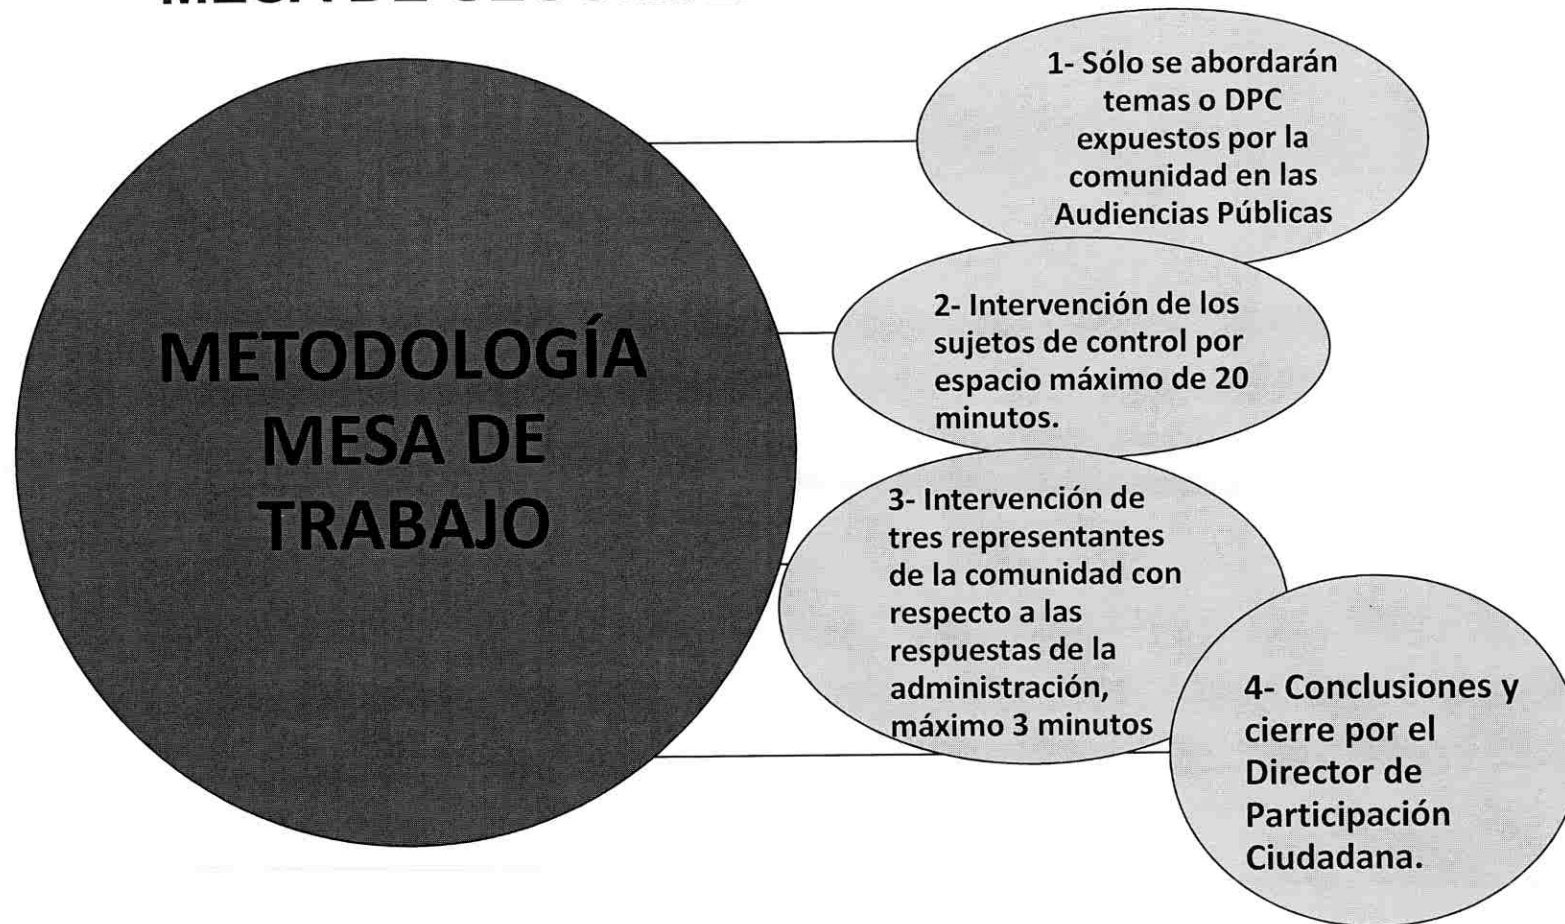 MESA DE
METODOLOGÍA
MESA DE
TRABAJO
1- Sólo se abordarán
temas o DPC
expuestos por la
comunidad en las
Audiencias Públicas
2- Intervención de los
sujetos de control por
espacio máximo de 20
minutos.
3- Intervención de
tres representantes
de la comunidad con
respecto a las
respuestas de la
administración,
máximo 3 minutos
4- Conclusiones y
cierre por el
Director de
Participación
Ciudadana.